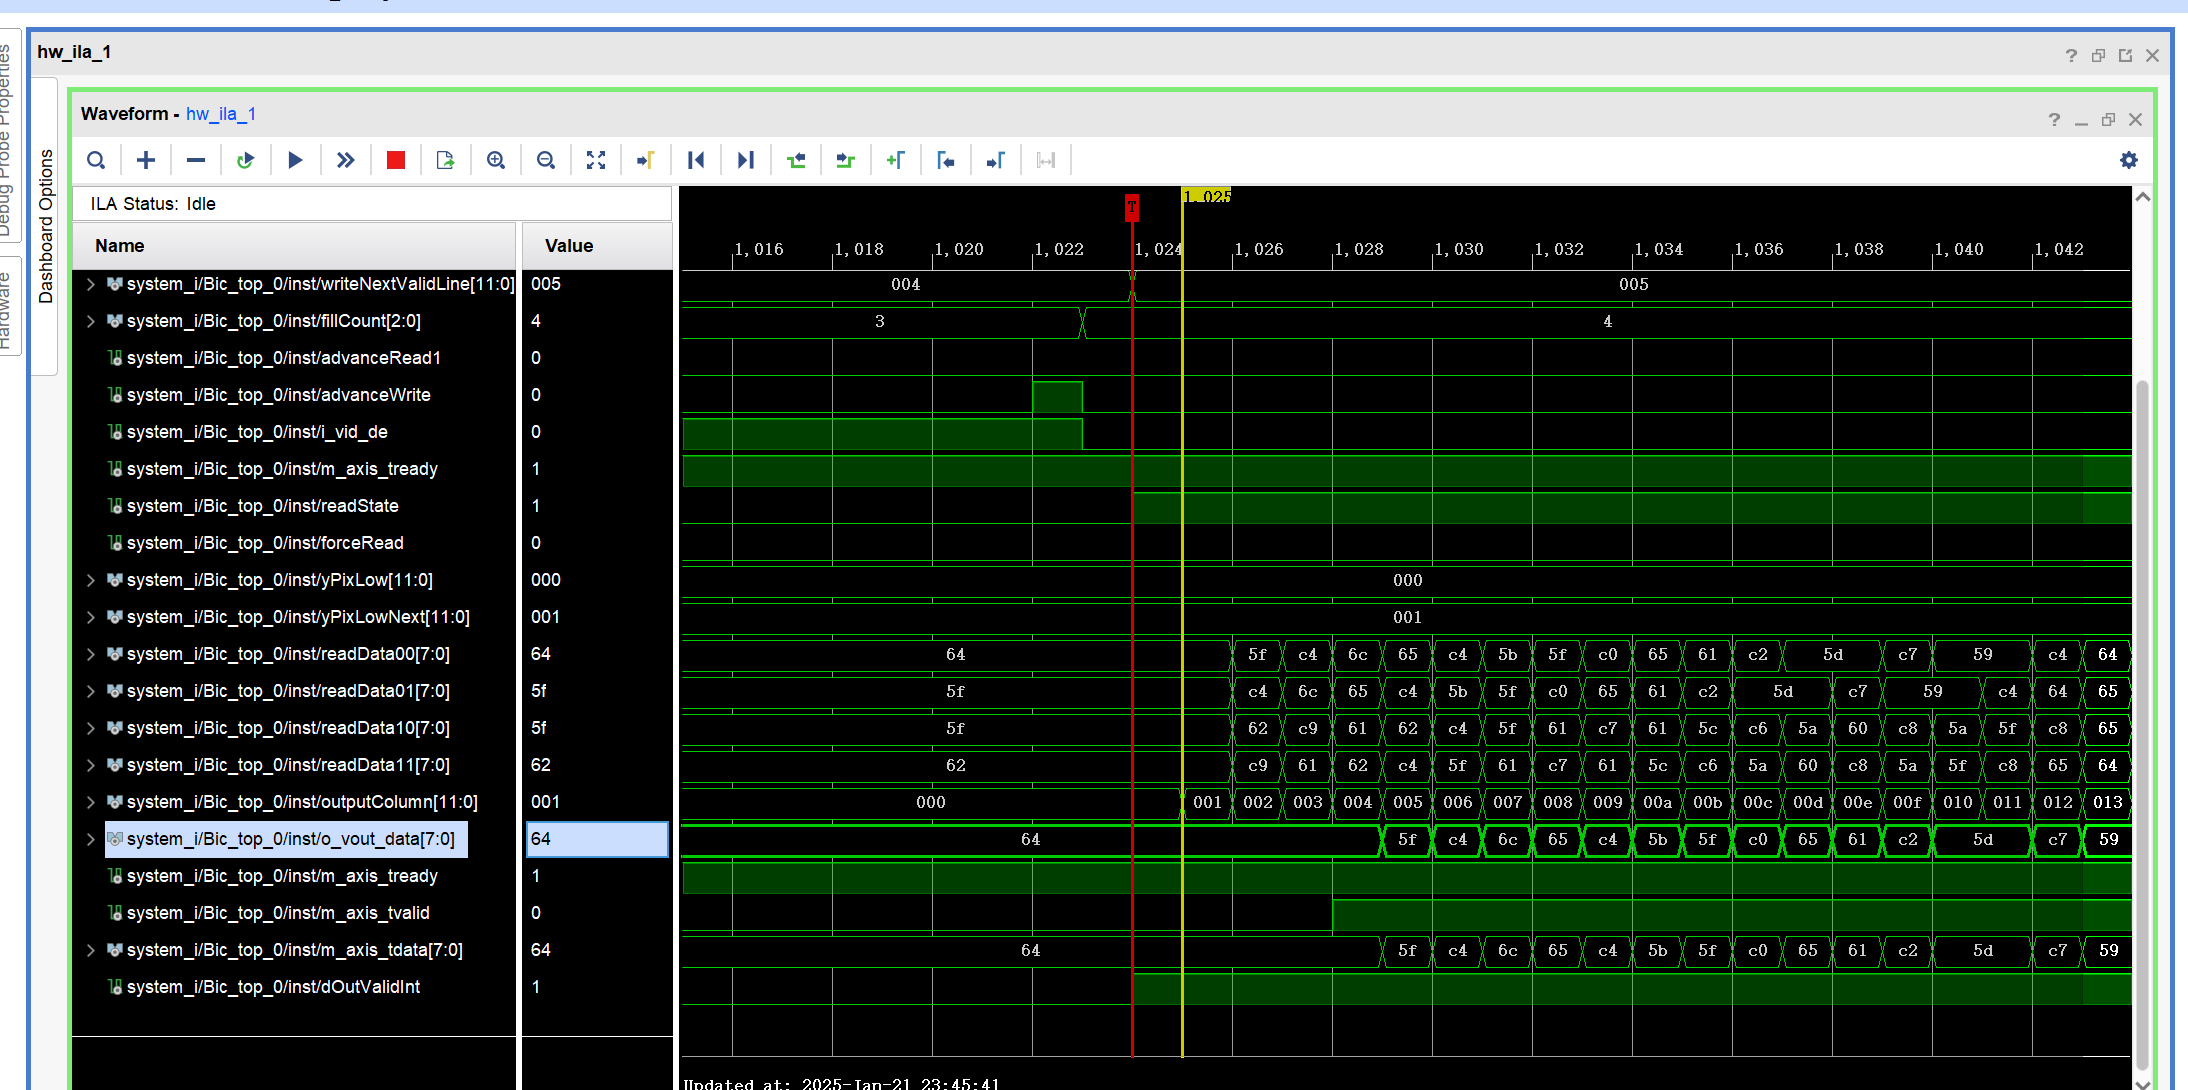 hw_ila_1
Debug Probe Properties
Hardware
Dashboard Options
Waveform - hw_ila_1
ILA Status: Idle
Name Value
1,025
T
1,016 1,018 1,020 1,022 1,024 1,026 1,028 1,030 1,032 1,034 1,036 1,038 1,040 1,042
system_i/Bic_top_0/inst/writeNextValidLine[11:0] 005 004 005
system_i/Bic_top_0/inst/fillCount[2:0] 4 3 4
system_i/Bic_top_0/inst/advanceRead1 0
system_i/Bic_top_0/inst/advanceWrite 0
system_i/Bic_top_0/inst/i_vid_de 0
system_i/Bic_top_0/inst/m_axis_tready 1
system_i/Bic_top_0/inst/readState 1
system_i/Bic_top_0/inst/forceRead 0
system_i/Bic_top_0/inst/yPixLow[11:0] 000 000
system_i/Bic_top_0/inst/yPixLowNext[11:0] 001 001
system_i/Bic_top_0/inst/readData00[7:0] 64 64 5f c4 6c 65 c4 5b 5f c0 65 61 c2 5d c7 59 c4 64
system_i/Bic_top_0/inst/readData01[7:0] 5f 5f c4 6c 65 c4 5b 5f c0 65 61 c2 5d c7 59 c4 64 65
system_i/Bic_top_0/inst/readData10[7:0] 5f 5f 62 c9 61 62 c4 5f 61 c7 61 5c c6 5a 60 c8 5a 5f c8 65
system_i/Bic_top_0/inst/readData11[7:0] 62 62 c9 61 62 c4 5f 61 c7 61 5c c6 5a 60 c8 5a 5f c8 65 64
system_i/Bic_top_0/inst/outputColumn[11:0] 001 000 001 002 003 004 005 006 007 008 009 00a 00b 00c 00d 00e 00f 010 011 012 013
system_i/Bic_top_0/inst/o_vout_data[7:0] 64 64 5f c4 6c 65 c4 5b 5f c0 65 61 c2 5d c7 59
system_i/Bic_top_0/inst/m_axis_tready 1
system_i/Bic_top_0/inst/m_axis_tvalid 0
system_i/Bic_top_0/inst/m_axis_tdata[7:0] 64 64 5f c4 6c 65 c4 5b 5f c0 65 61 c2 5d c7 59
system_i/Bic_top_0/inst/dOutValidInt 1
Updated at: 2025-Jan-21 23:45:41